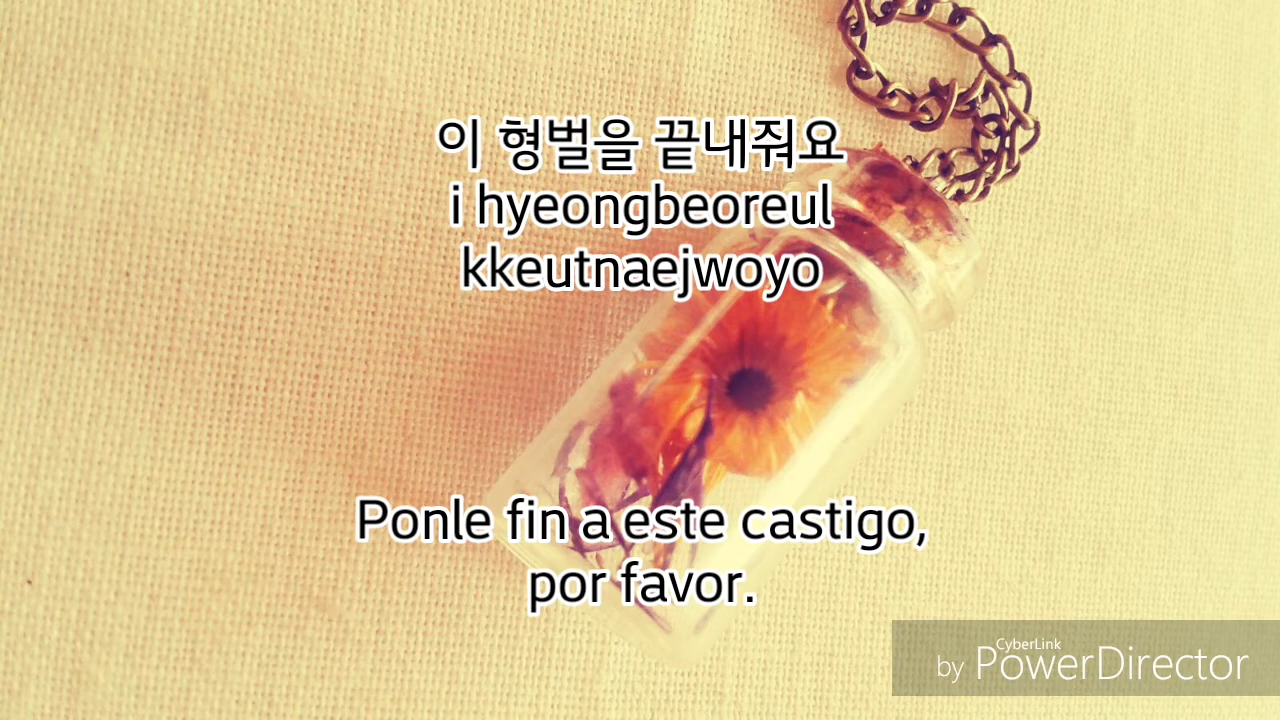 이 형벌을 끝내줘요
i hyeongbeoreul
kkeutnaejwoyo
Ponle fin a este castigo,
por favor.
CyberLink
by PowerDirector